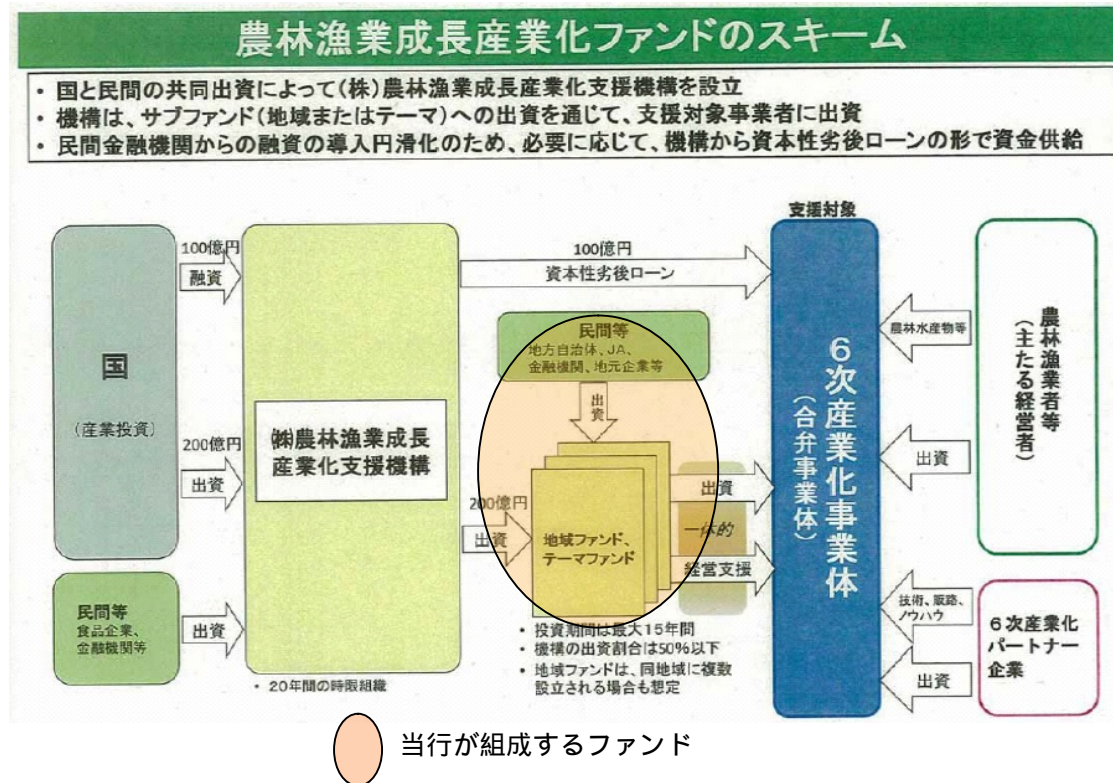 農林漁業成長産業化ファンドのスキーム
・ 国と民間の共同出資によって(株)農林漁業成長産業化支援機構を設立
・ 機構は、サブファンド(地域またはテーマ)への出資を通じて、支援対象事業者に出資
・ 民間金融機関からの融資の導入円滑化のため、必要に応じて、機構から資本性劣後ローンの形で資金供給
国
(産業投資)
民間等
食品企業、
金融機関等
100億円
融資
200億円
出資
出資
㈱農林漁業成長
産業化支援機構
・ 20年間の時限組織
100億円
資本性劣後ローン
民間等
地方自治体、JA、
金融機関、地元企業等
出資
200億円
出資
地域ファンド、
テーマファンド
出資
一体的
経営支援
・ 投資期間は最大15年間
・ 機構の出資割合は50%以下
・ 地域ファンドは、同地域に複数
設立される場合も想定
支援対象
6次産業化事業体
(合弁事業体)
農林水産物等
出資
技術、販路、
ノウハウ
出資
農林漁業者等
(主たる経営者)
6次産業化
パートナー
企業
当行が組成するファンド